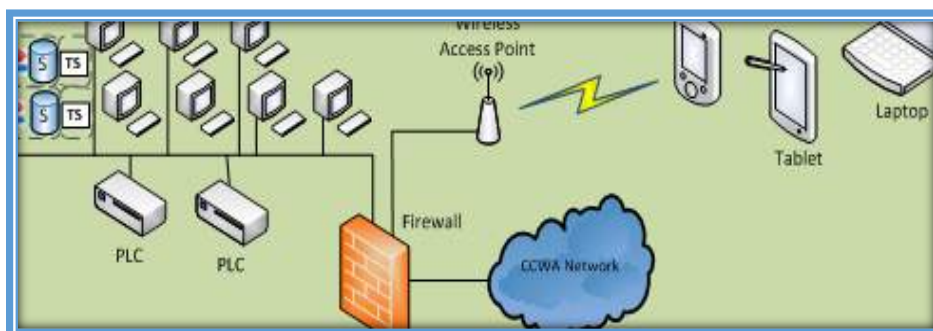 Wireless
Access Point
S
TS
S
TS
Laptop
Tablet
Firewall
PLC
PLC
CCWA Network